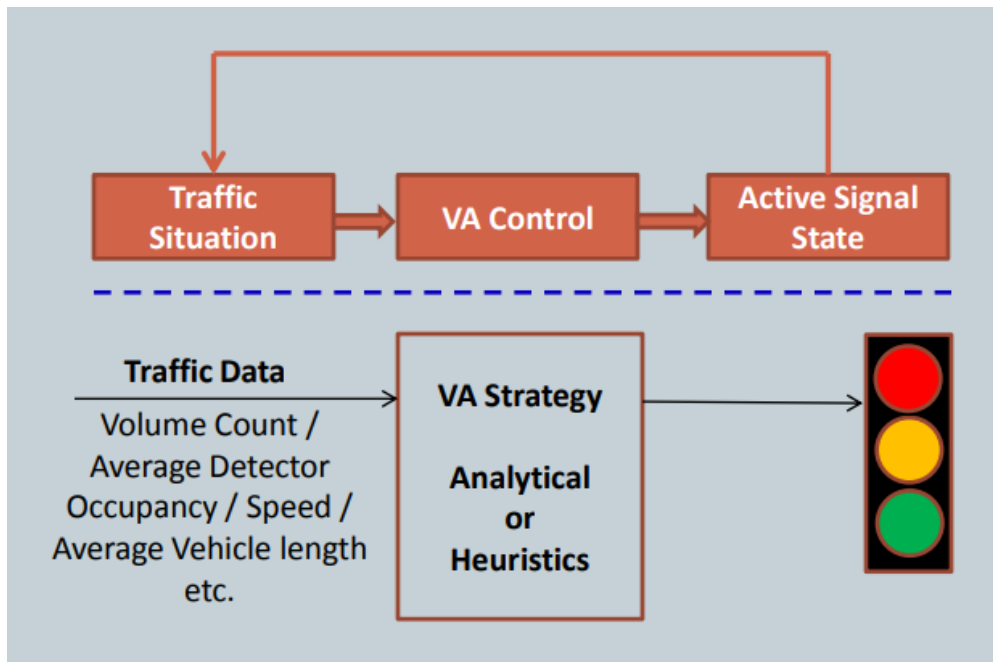 Traffic
Situation
VA Control
Active Signal
State
Traffic Data
Volume Count /
Average Detector
Occupancy / Speed /
Average Vehicle length
etc.
VA Strategy
Analytical
or
Heuristics